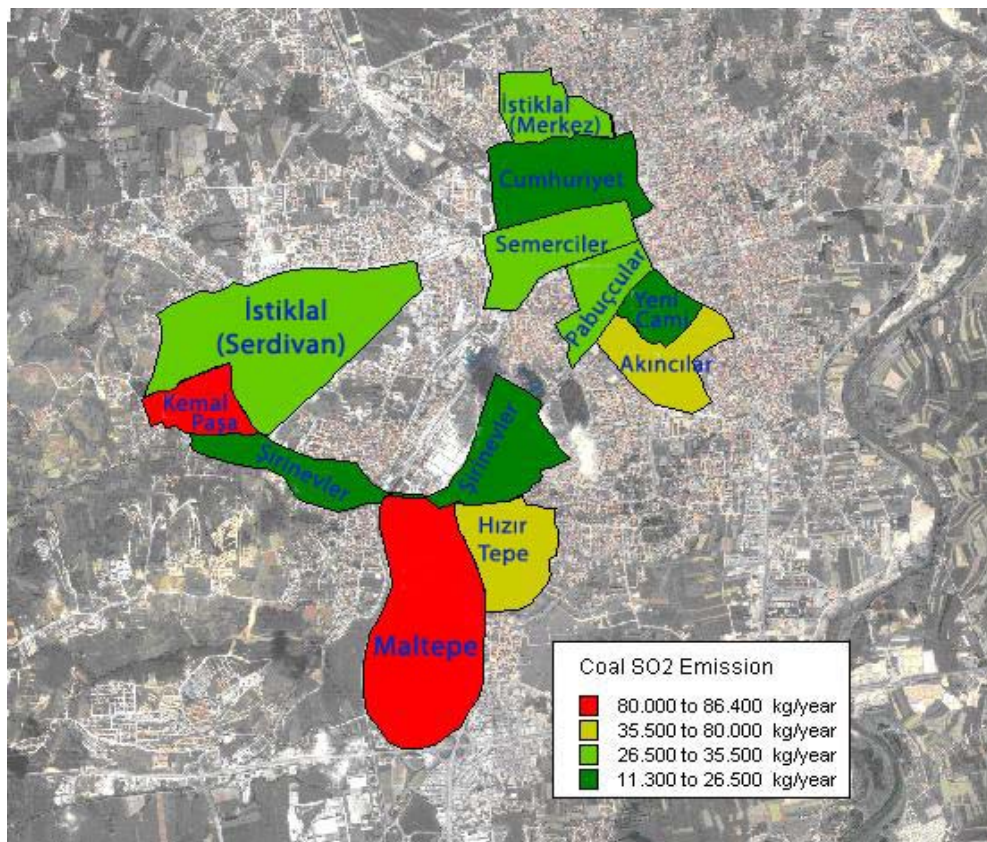 İstiklal
(Merkez)
Cumhuriyet
Semerciler
Pabuçcular
Yeni
Cami
Akıncılar
İstiklal
(Serdivan)
Kemal
Paşa
Şirinevler
Şirinevler
Hızır
Tepe
Maltepe
Coal SO2 Emission
80.000 to 86.400 kg/year
35.500 to 80.000 kg/year
26.500 to 35.500 kg/year
11.300 to 26.500 kg/year